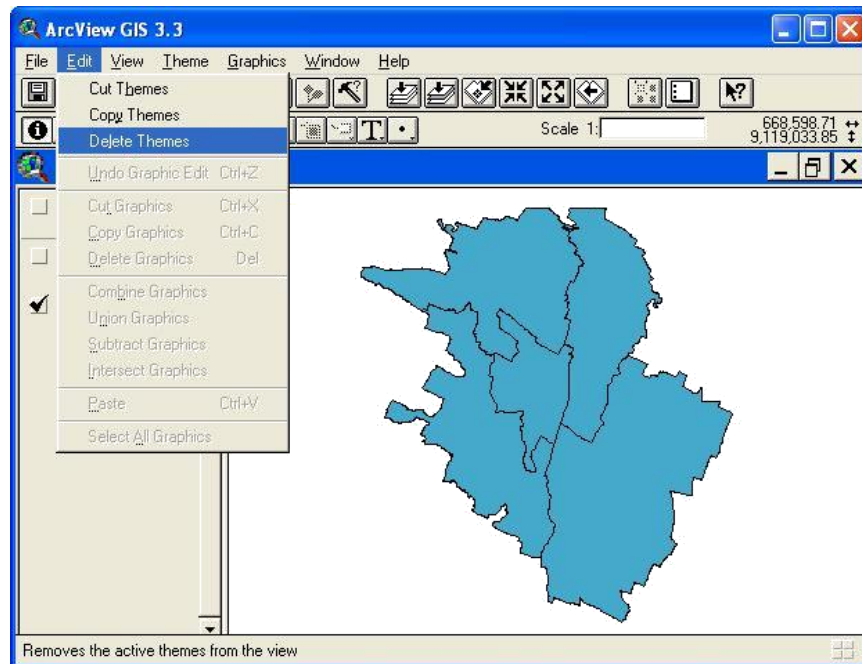 ArcView GIS 3.3
File Edit View Theme Graphics Window Help
Cut Themes
Copy Themes
Delete Themes
Undo Graphic Edit Ctrl+Z
Cut Graphics Ctrl+X
Copy Graphics Ctrl+C
Delete Graphics Del
Combine Graphics
Union Graphics
Subtract Graphics
Intersect Graphics
Paste Ctrl+V
Select All Graphics
T
Scale 1:
668,598.71
9,119,033.85
Removes the active themes from the view